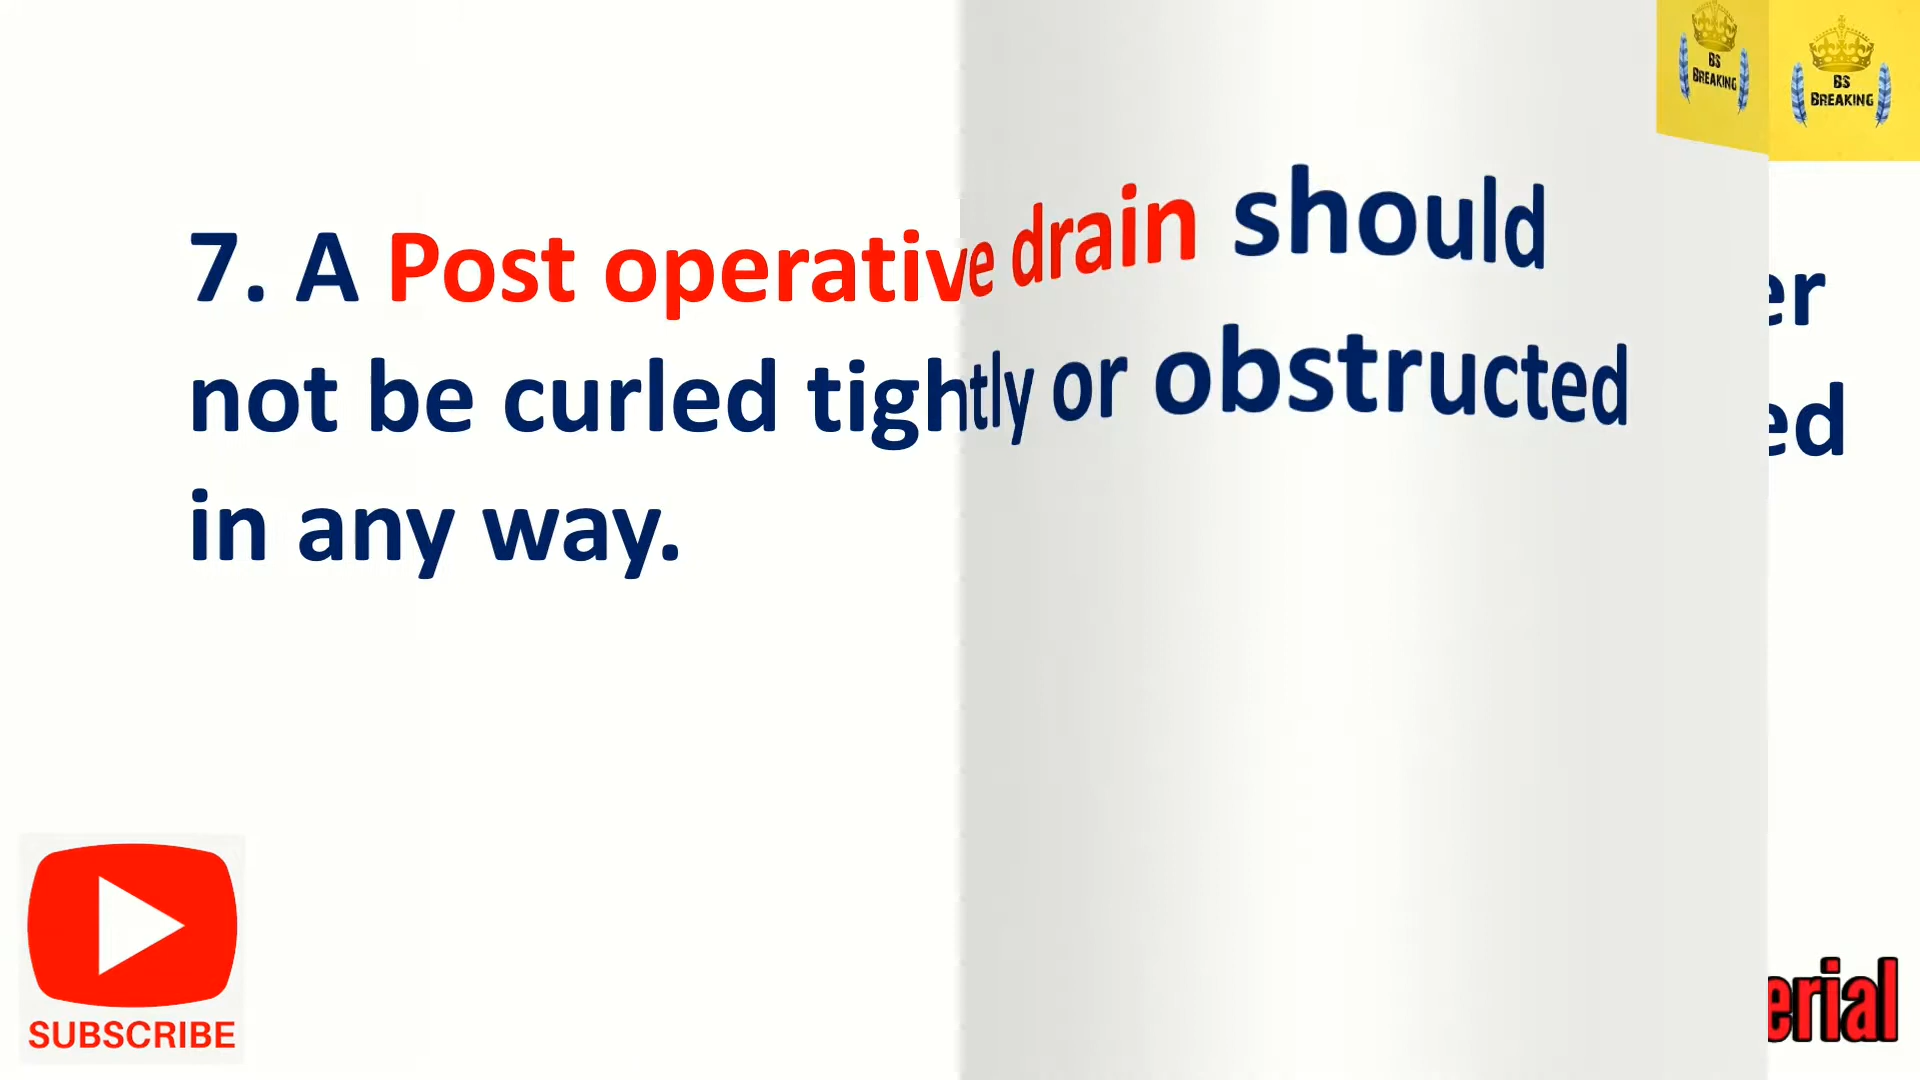 BS
BREAKING
BS
BREAKING
7. A Post operative drain should
not be curled tightly or obstructed
in any way.
er
ed
erial
SUBSCRIBE